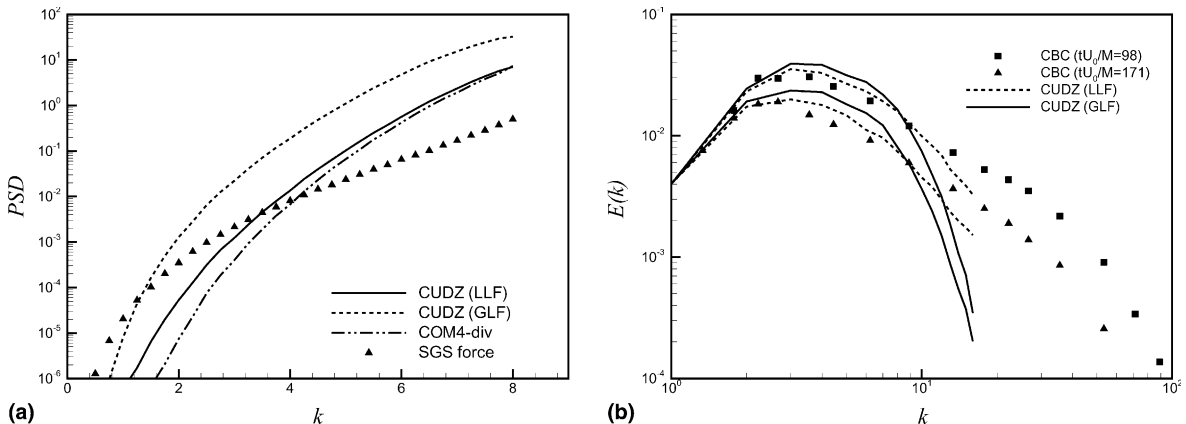 10^2
10^1
10^0
10^-1
10^-2
10^-3
10^-4
10^-5
10^-6
PSD
CUDZ (LLF)
CUDZ (GLF)
COM4-div
SGS force
0 2 4 6 8
(a)
k
10^-1
10^-2
10^-3
10^-4
E(k)
CBC (tU_0/M=98)
CBC (tU_0/M=171)
CUDZ (LLF)
CUDZ (GLF)
10^0 10^1 10^2
(b)
k